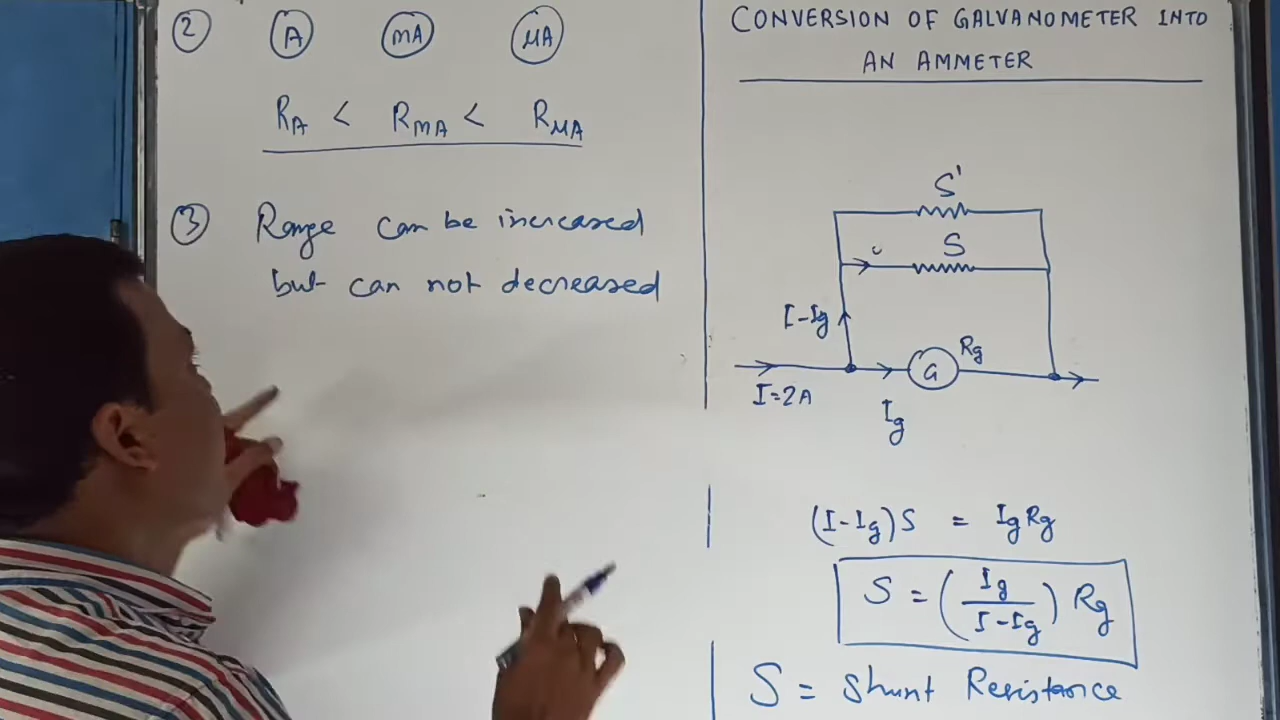 ② A mA μA
R_A < R_mA < R_μA
③ Range can be increased
but can not decreased
CONVERSION OF GALVANOMETER INTO
AN AMMETER
S'
S
I-Ig
Rg
G
I=2A
Ig
(I-Ig)S = IgRg
S = (Ig/(I-Ig)) Rg
S = Shunt Resistance